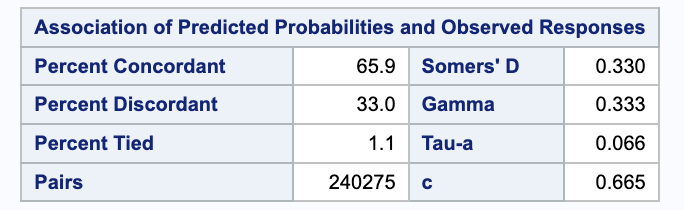 Association of Predicted Probabilities and Observed Responses
Percent Concordant 65.9 Somers' D 0.330
Percent Discordant 33.0 Gamma 0.333
Percent Tied 1.1 Tau-a 0.066
Pairs 240275 c 0.665